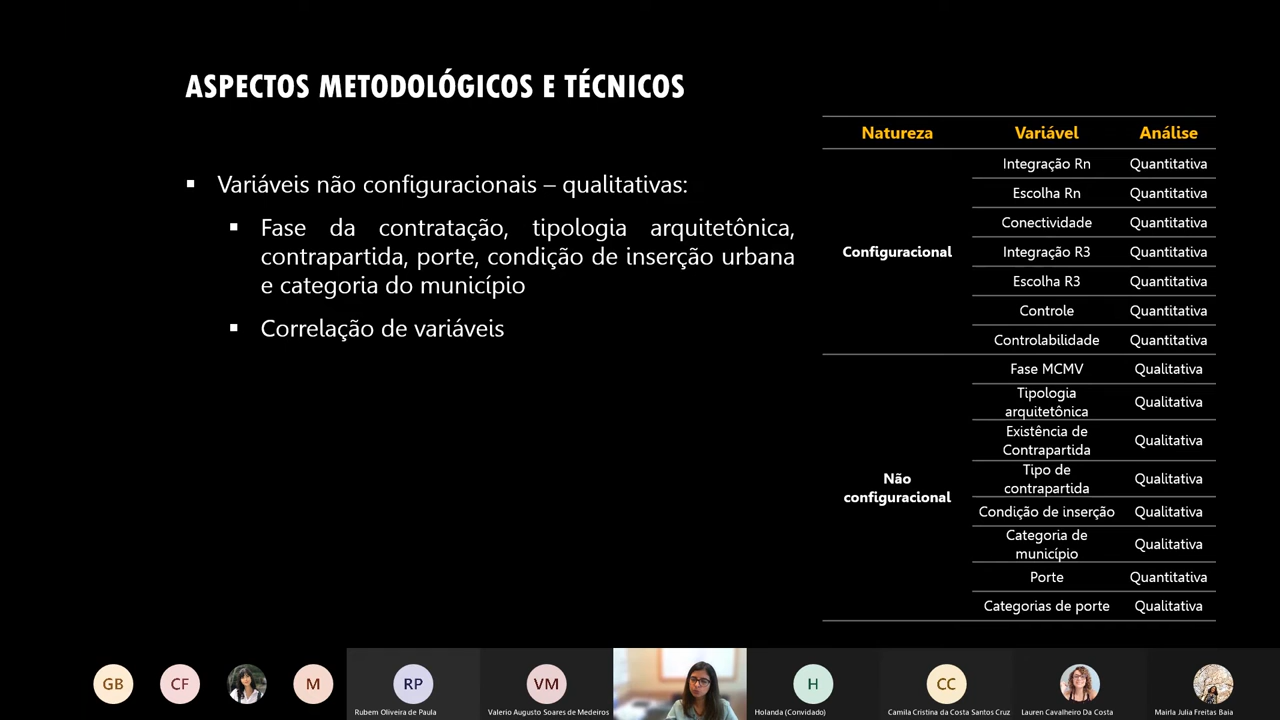 ASPECTOS METODOLÓGICOS E TÉCNICOS
▪ Variáveis não configuracionais – qualitativas:
▪ Fase da contratação, tipologia arquitetônica,
contrapartida, porte, condição de inserção urbana
e categoria do município
▪ Correlação de variáveis
Natureza Variável Análise
Configuracional
Integração Rn Quantitativa
Escolha Rn Quantitativa
Conectividade Quantitativa
Integração R3 Quantitativa
Escolha R3 Quantitativa
Controle Quantitativa
Controlabilidade Quantitativa
Não
configuracional
Fase MCMV Qualitativa
Tipologia
arquitetônica Qualitativa
Existência de
Contrapartida Qualitativa
Tipo de
contrapartida Qualitativa
Condição de inserção Qualitativa
Categoria de
município Qualitativa
Porte Quantitativa
Categorias de porte Qualitativa
GB CF M RP VM H CC
Rubem Oliveira de Paula
Valerio Augusto Soares de Medeiros
Holanda (Convidado)
Camila Cristina da Costa Santos Cruz
Lauren Cavalheiro Da Costa
Mairla Julia Freitas Baia